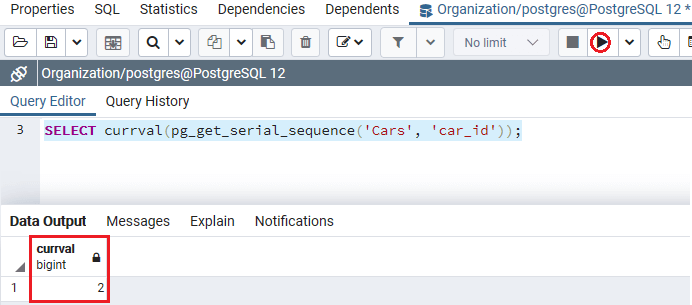 Properties SQL Statistics Dependencies Dependents Organization/postgres@PostgreSQL 12 *
No limit
Organization/postgres@PostgreSQL 12
Query Editor Query History
3 SELECT currval(pg_get_serial_sequence('Cars', 'car_id'));
Data Output Messages Explain Notifications
currval
bigint
1 2